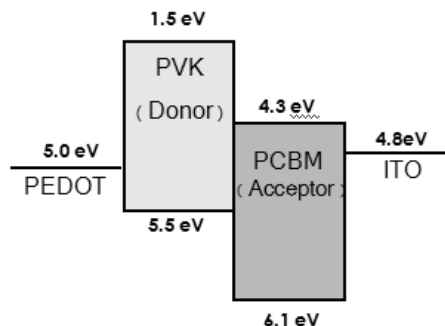 1.5 eV
PVK
( Donor )
5.0 eV
PEDOT
5.5 eV
4.3 eV
PCBM
( Acceptor )
6.1 eV
4.8eV
ITO